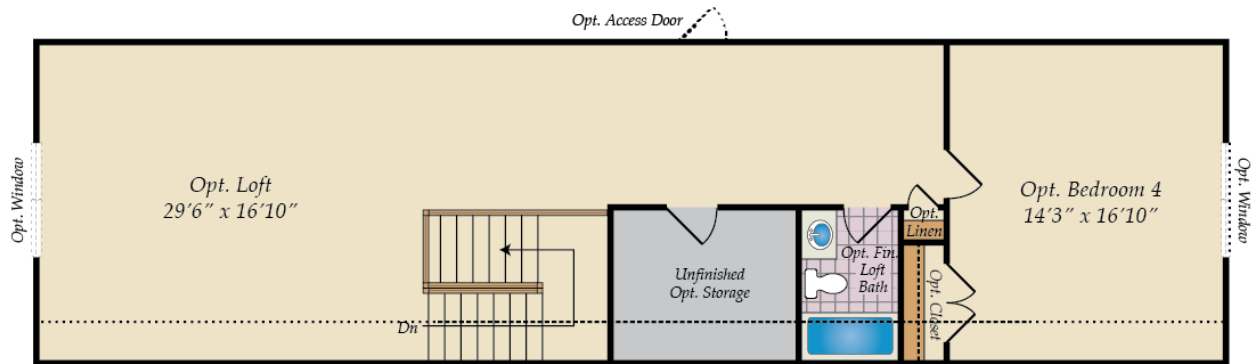 Opt. Access Door
Opt. Window
Opt. Loft
29'6" x 16'10"
Opt. Bedroom 4
14'3" x 16'10"
Opt. Window
Opt.
Linen
Unfinished
Opt. Storage
Opt. Fin.
Loft
Bath
Opt. Closet
Dn